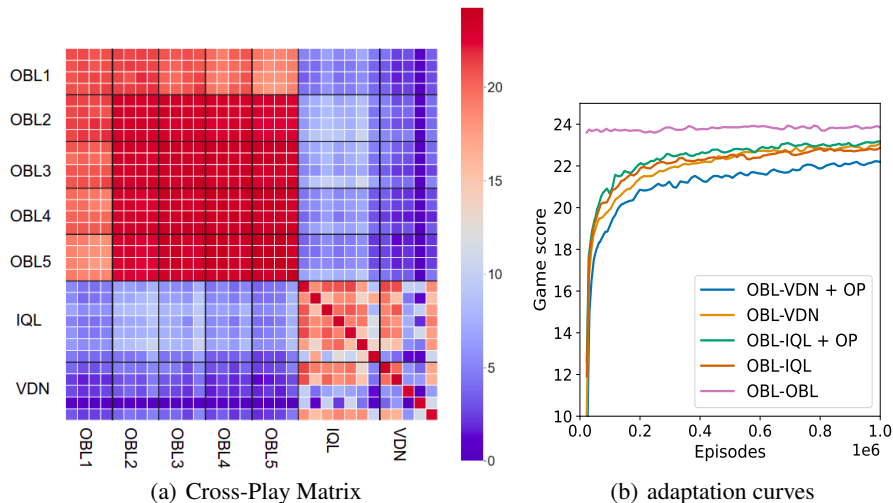 OBL1
OBL2
OBL3
OBL4
OBL5
IQL
VDN
OBL1
OBL2
OBL3
OBL4
OBL5
IQL
VDN
20
15
10
5
0
(a) Cross-Play Matrix
Game score
24
22
20
18
16
14
12
10
OBL-VDN + OP
OBL-VDN
OBL-IQL + OP
OBL-IQL
OBL-OBL
0.0 0.2 0.4 0.6 0.8 1.0
1e6
Episodes
(b) adaptation curves